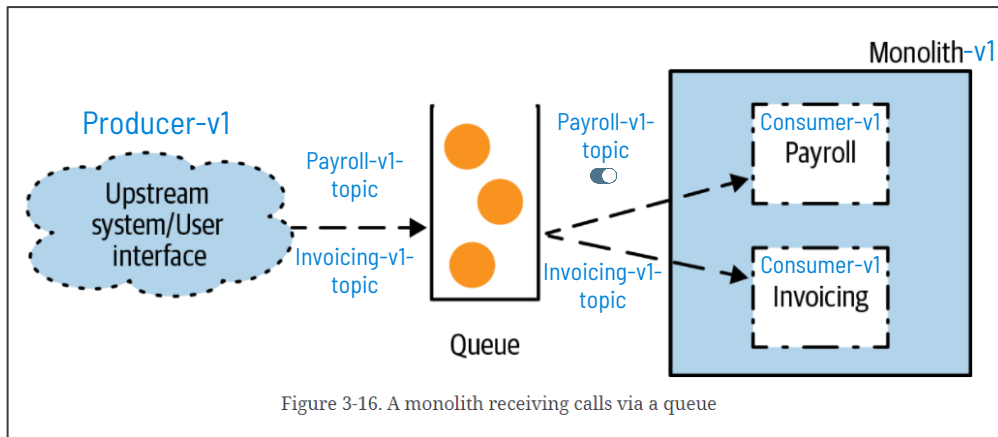 Monolith-v1
Producer-v1
Upstream
system/User
interface
Payroll-v1-
topic
Invoicing-v1-
topic
Queue
Payroll-v1-
topic
Invoicing-v1-
topic
Consumer-v1
Payroll
Consumer-v1
Invoicing
Figure 3-16. A monolith receiving calls via a queue